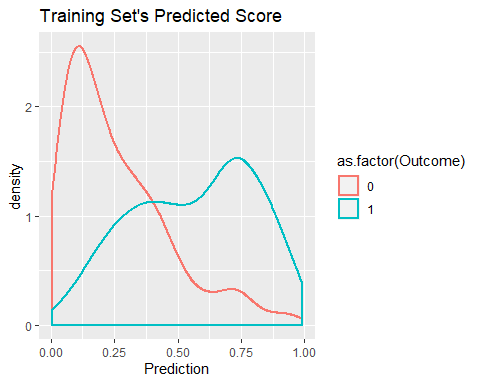 Training Set's Predicted Score
2
1
0
density
0.00 0.25 0.50 0.75 1.00
Prediction
as.factor(Outcome)
0
1